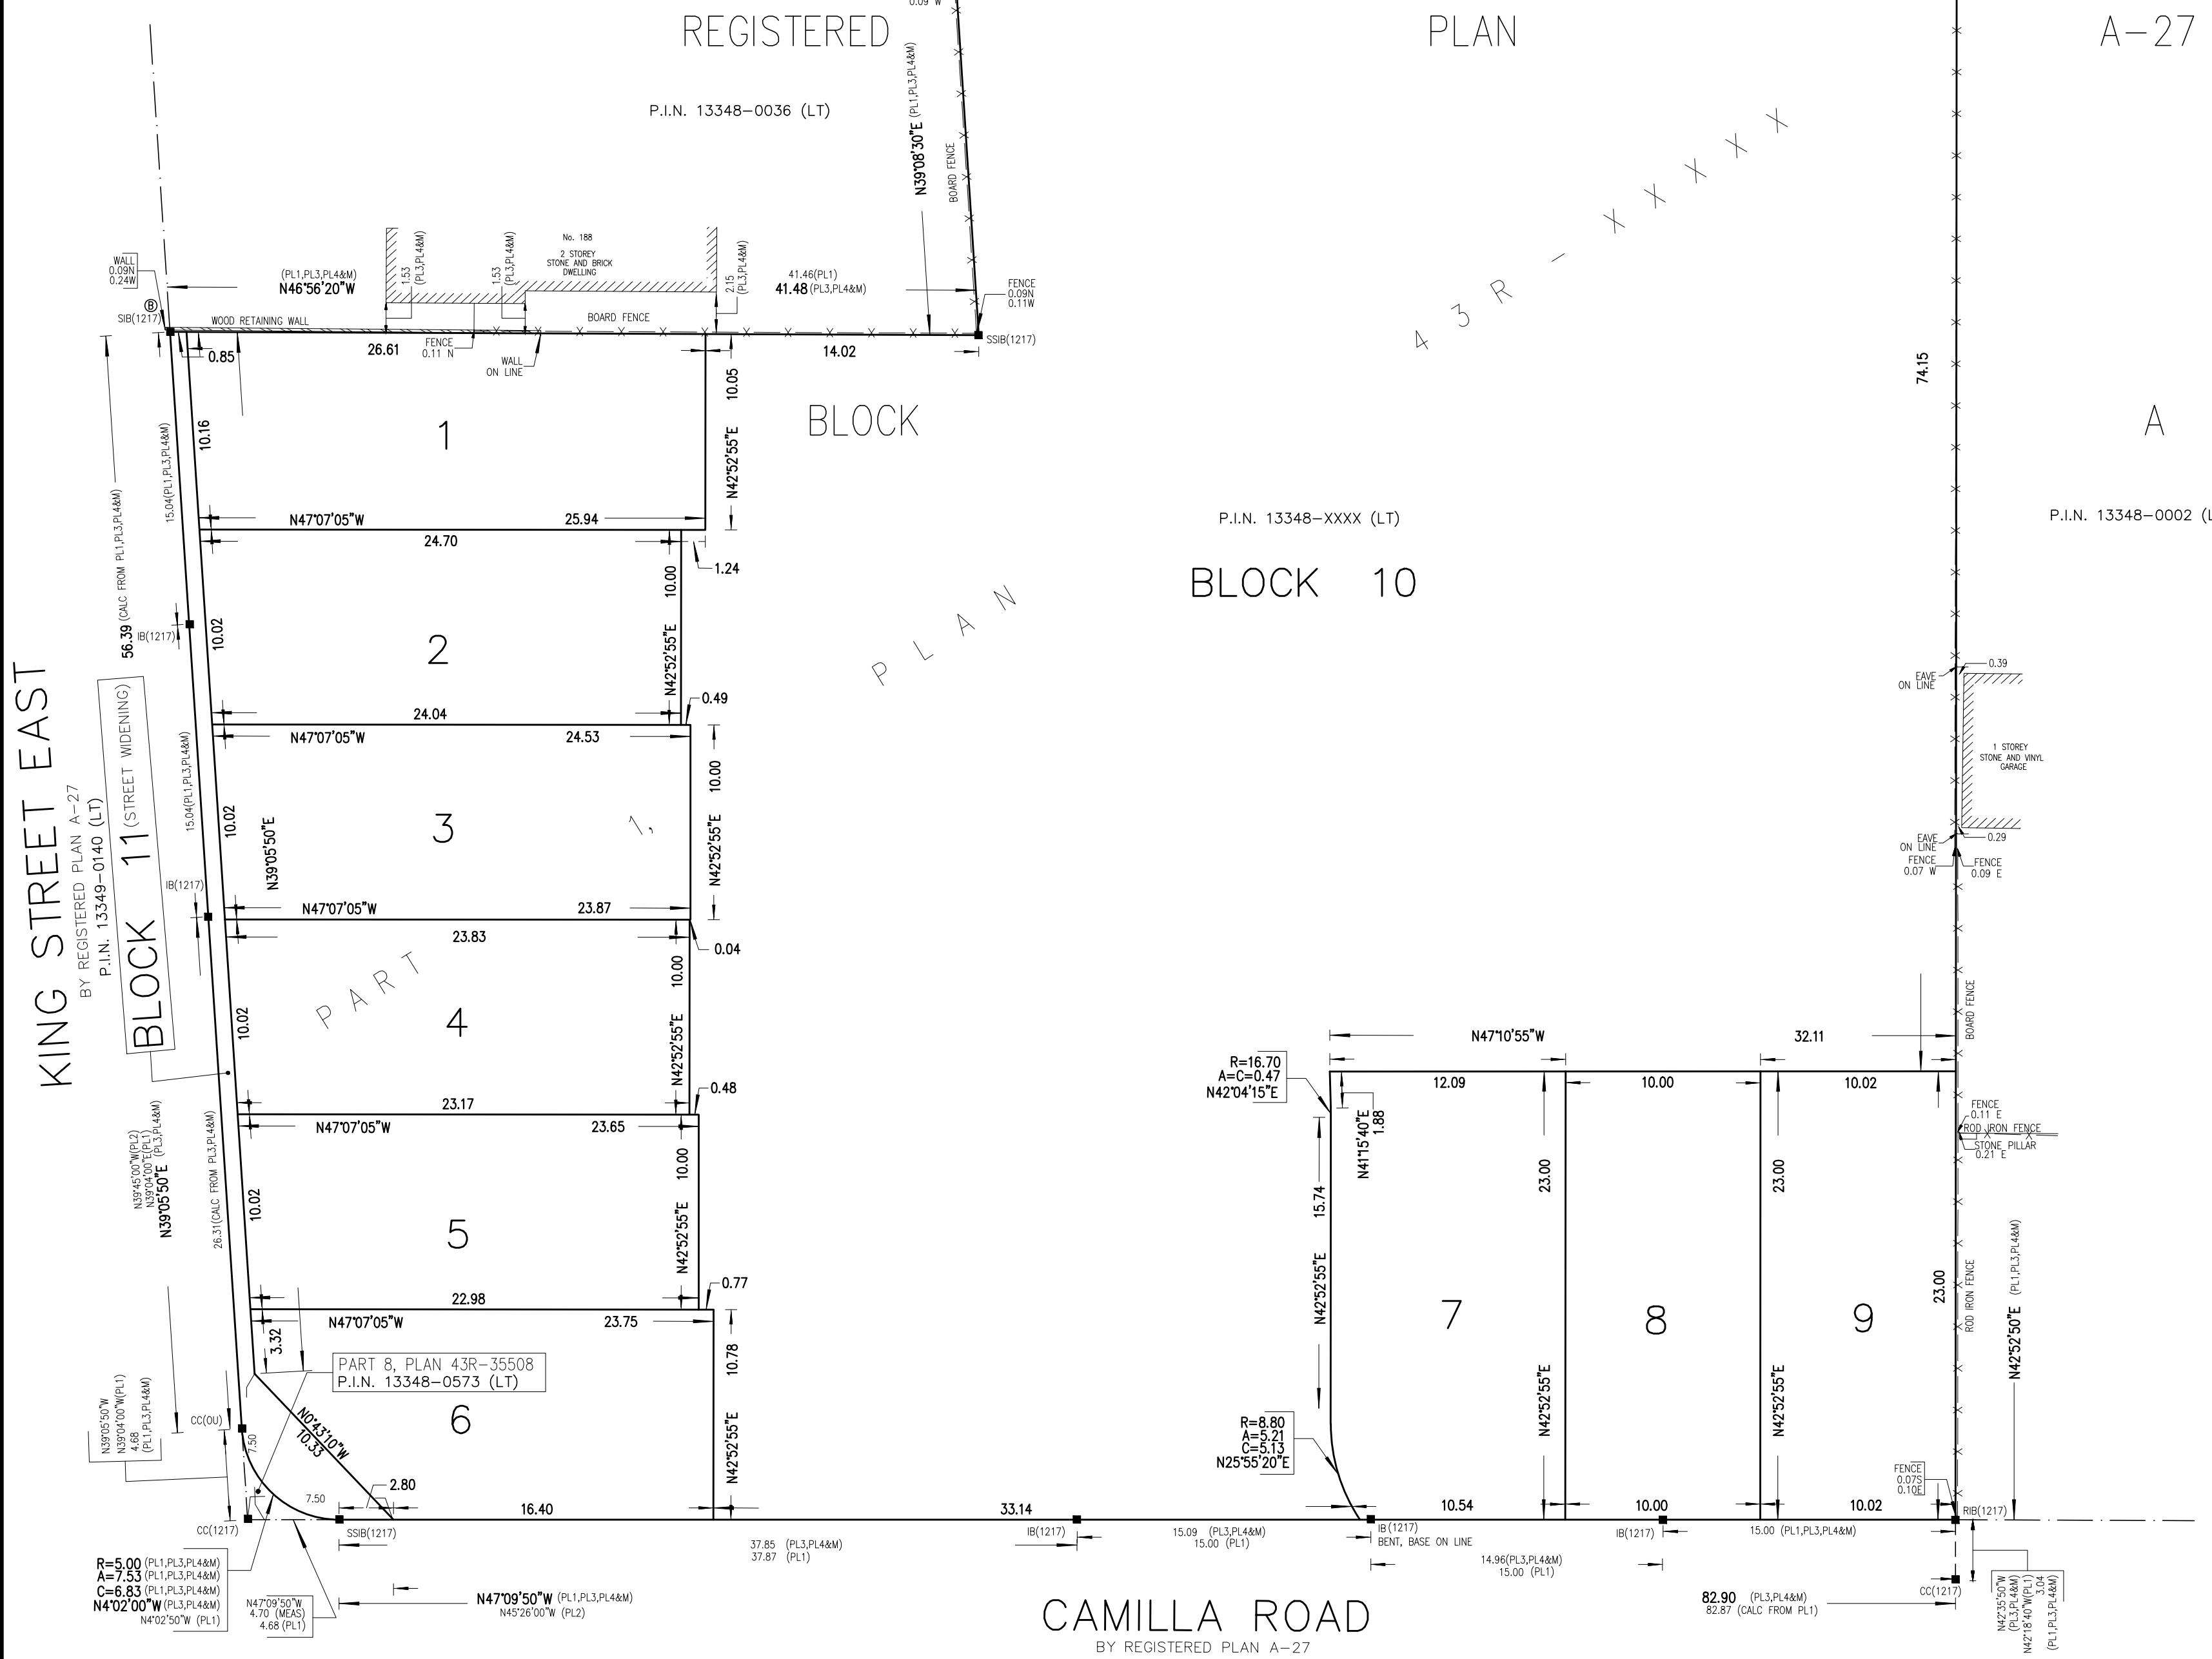 REGISTERED PLAN A-27
0.09 W
P.I.N. 13348-0036 (LT)
N39°08'30"E (PL1,PL3,PL4&M)
BOARD FENCE
4 3 R - X X X X
WALL
0.09N
0.24W
(PL1,PL3,PL4&M)
N46°56'20"W
1.53
(PL3,PL4&M)
1.53
(PL3,PL4&M)
No. 188
2 STOREY
STONE AND BRICK
DWELLING
2.15
(PL3,PL4&M)
41.46(PL1)
41.48 (PL3,PL4&M)
FENCE
0.09N
0.11W
B
SIB(1217)
WOOD RETAINING WALL
BOARD FENCE
SSIB(1217)
0.85
26.61
FENCE
0.11 N
WALL
ON LINE
14.02
74.15
10.05
N42°52'55"E
BLOCK
A
10.16
1
15.04(PL1,PL3,PL4&M)
56.39 (CALC FROM PL1,PL3,PL4&M)
N47°07'05"W
25.94
P.I.N. 13348-XXXX (LT)
P.I.N. 13348-0002 (L
24.70
1.24
BLOCK 10
10.00
N42°52'55"E
10.02
2
IB(1217)
P L A N
24.04
0.49
EAVE
ON LINE
0.39
N47°07'05"W
24.53
1 STOREY
STONE AND VINYL
GARAGE
KING STREET EAST
BY REGISTERED PLAN A-27
P.I.N. 13349-0140 (LT)
BLOCK 11 (STREET WIDENING)
15.04(PL1,PL3,PL4&M)
10.02
N39°05'50"E
3
1,
10.00
N42°52'55"E
EAVE
ON LINE
0.29
FENCE
0.07 W
FENCE
0.09 E
IB(1217)
N47°07'05"W
23.87
23.83
0.04
10.00
N42°52'55"E
P A R T
10.02
4
BOARD FENCE
N47°10'55"W
32.11
R=16.70
A=C=0.47
N42°04'15"E
12.09
10.00
10.02
23.17
0.48
N47°07'05"W
23.65
N39°45'00"W(PL2)
N39°04'00"E(PL1)
N39°05'50"E (PL3,PL4&M)
26.31(CALC FROM PL3,PL4&M)
10.02
5
10.00
N42°52'55"E
N41°15'40"E
1.88
15.74
N42°52'55"E
23.00
23.00
FENCE
0.11 E
ROD IRON FENCE
STONE PILLAR
0.21 E
22.98
0.77
N47°07'05"W
23.75
7
8
9
23.00
ROD IRON FENCE
N42°52'50"E (PL1,PL3,PL4&M)
3.32
PART 8, PLAN 43R-35508
P.I.N. 13348-0573 (LT)
10.78
N42°52'55"E
N42°52'55"E
N42°52'55"E
N39°05'50"W
N39°04'00"W(PL1)
4.68
(PL1,PL3,PL4&M)
CC(OU)
7.50
N0°43'10"W
10.33
6
R=8.80
A=5.21
C=5.13
N25°55'20"E
FENCE
0.07S
0.10E
7.50
2.80
16.40
33.14
10.54
10.00
10.02
RIB(1217)
CC(1217)
SSIB(1217)
IB(1217)
15.09 (PL3,PL4&M)
15.00 (PL1)
IB(1217)
BENT, BASE ON LINE
IB(1217)
15.00 (PL1,PL3,PL4&M)
37.85 (PL3,PL4&M)
37.87 (PL1)
14.96(PL3,PL4&M)
15.00 (PL1)
R=5.00 (PL1,PL3,PL4&M)
A=7.53 (PL1,PL3,PL4&M)
C=6.83 (PL1,PL3,PL4&M)
N4°02'00"W (PL3,PL4&M)
N4°02'50"W (PL1)
N47°09'50"W
4.70 (MEAS)
4.68 (PL1)
N47°09'50"W (PL1,PL3,PL4&M)
N45°26'00"W (PL2)
82.90 (PL3,PL4&M)
82.87 (CALC FROM PL1)
CC(1217)
N42°35'50"W
(PL3,PL4&M)
N42°18'40"W(PL1)
3.04
(PL1,PL3,PL4&M)
CAMILLA ROAD
BY REGISTERED PLAN A-27